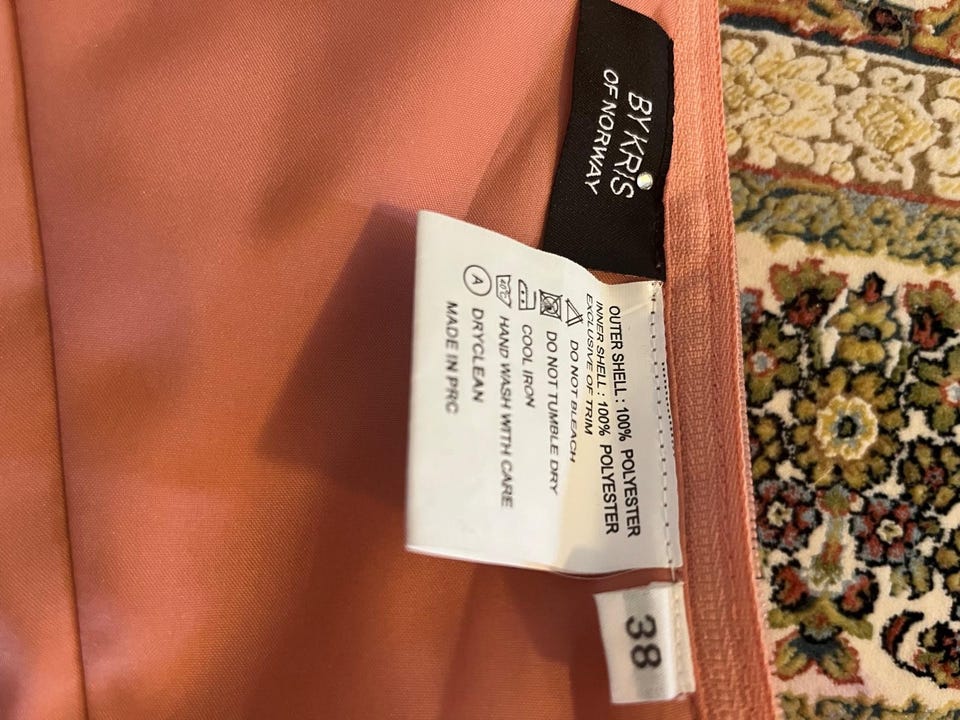 BY KRIS
OF NORWAY
OUTER SHELL : 100% POLYESTER
INNER SHELL : 100% POLYESTER
EXCLUSIVE OF TRIM
DO NOT BLEACH
DO NOT TUMBLE DRY
COOL IRON
40°C HAND WASH WITH CARE
A DRYCLEAN
MADE IN PRC
38